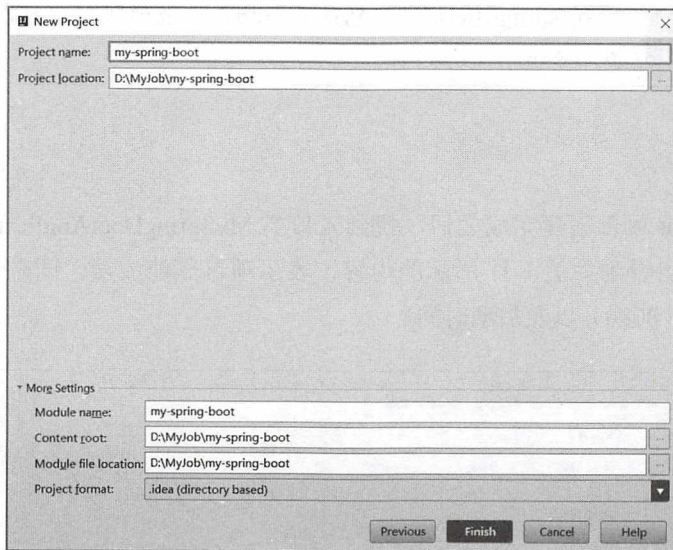 New Project
Project name: my-spring-boot
Project location: D:\MyJob\my-spring-boot
More Settings
Module name: my-spring-boot
Content root: D:\MyJob\my-spring-boot
Module file location: D:\MyJob\my-spring-boot
Project format: .idea (directory based)
Previous Finish Cancel Help